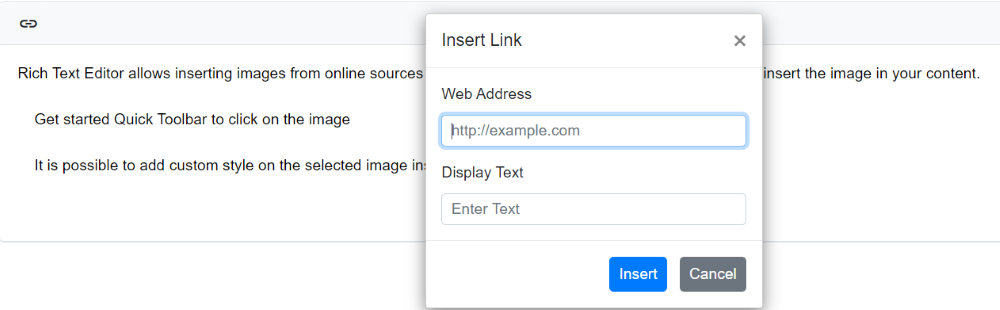 Insert Link
×
Rich Text Editor allows inserting images from online sources
insert the image in your content.
Web Address
http://example.com
Get started Quick Toolbar to click on the image
It is possible to add custom style on the selected image
Display Text
Enter Text
Insert
Cancel